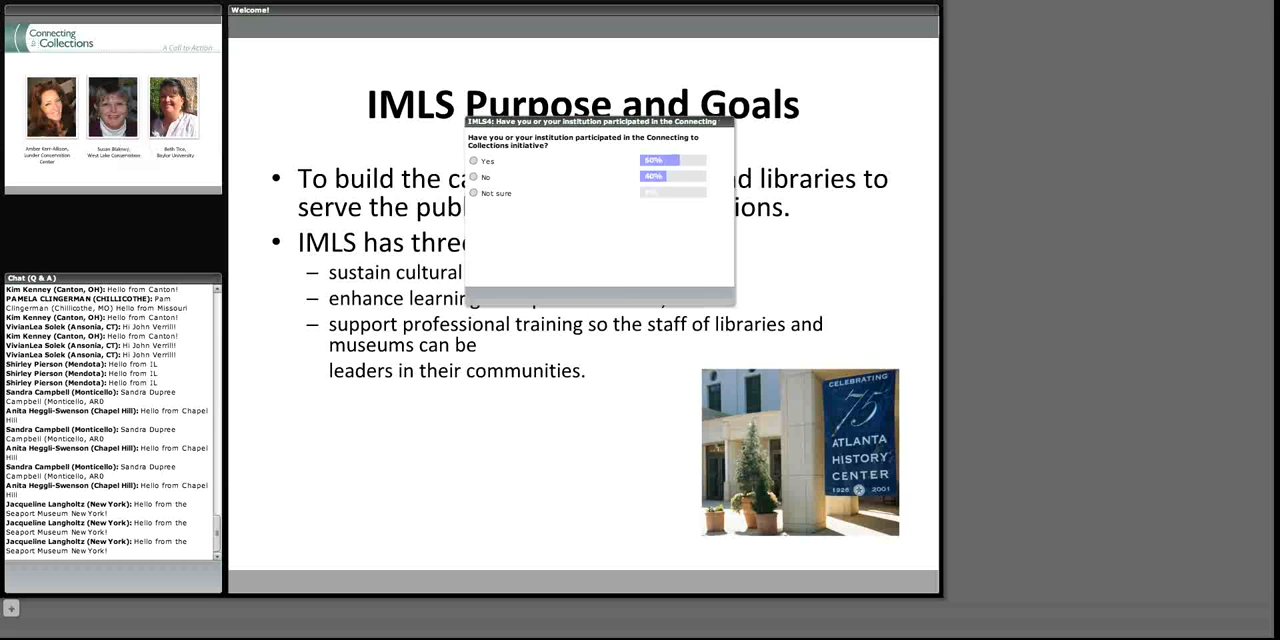 Welcome!
Connecting
to Collections
A Call to Action
Amber Kerr-Allison,
Lunder Conservation
Center
Susan Blakney,
West Lake Conservations
Beth Tice,
Baylor University
IMLS Purpose and Goals
IMLS4: Have you or your institution participated in the Connecting
Have you or your institution participated in the Connecting to
Collections initiative?
Yes
No
40%
Not sure
• To build the ca d libraries to
serve the publ ions.
• IMLS has three
– sustain cultural
– enhance learning
– support professional training so the staff of libraries and
museums can be
leaders in their communities.
CELEBRATING
75
ATLANTA
HISTORY
CENTER
1926 2001
Chat (Q & A)
Kim Kenney (Canton, OH): Hello from Canton!
PAMELA CLINGERMAN (CHILLICOTHE): Pam
Clingerman (Chillicothe, MO) Hello from Missouri
Kim Kenney (Canton, OH): Hello from Canton!
VivianLea Solek (Ansonia, CT): Hi John Verrill!
Kim Kenney (Canton, OH): Hello from Canton!
VivianLea Solek (Ansonia, CT): Hi John Verrill!
VivianLea Solek (Ansonia, CT): Hi John Verrill!
Shirley Pierson (Mendota): Hello from IL
Shirley Pierson (Mendota): Hello from IL
Shirley Pierson (Mendota): Hello from IL
Sandra Campbell (Monticello): Sandra Dupree
Campbell (Monticello, AR0
Anita Heggli-Swenson (Chapel Hill): Hello from Chapel
Hill
Sandra Campbell (Monticello): Sandra Dupree
Campbell (Monticello, AR0
Anita Heggli-Swenson (Chapel Hill): Hello from Chapel
Hill
Sandra Campbell (Monticello): Sandra Dupree
Campbell (Monticello, AR0
Anita Heggli-Swenson (Chapel Hill): Hello from Chapel
Hill
Jacqueline Langholtz (New York): Hello from the
Seaport Museum New York!
Jacqueline Langholtz (New York): Hello from the
Seaport Museum New York!
Jacqueline Langholtz (New York): Hello from the
Seaport Museum New York!